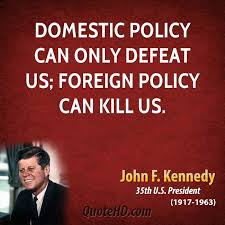 DOMESTIC POLICY
CAN ONLY DEFEAT
US; FOREIGN POLICY
CAN KILL US.
John F. Kennedy
35th U.S. President
(1917-1963)
QuoteHD.com